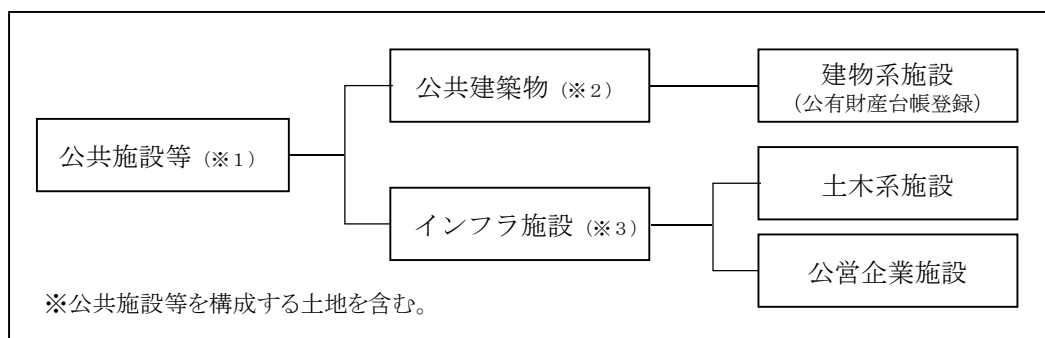 公共施設等（※１）
公共建築物（※２）
建物系施設
（公有財産台帳登録）
インフラ施設（※３）
土木系施設
公営企業施設
※公共施設等を構成する土地を含む。